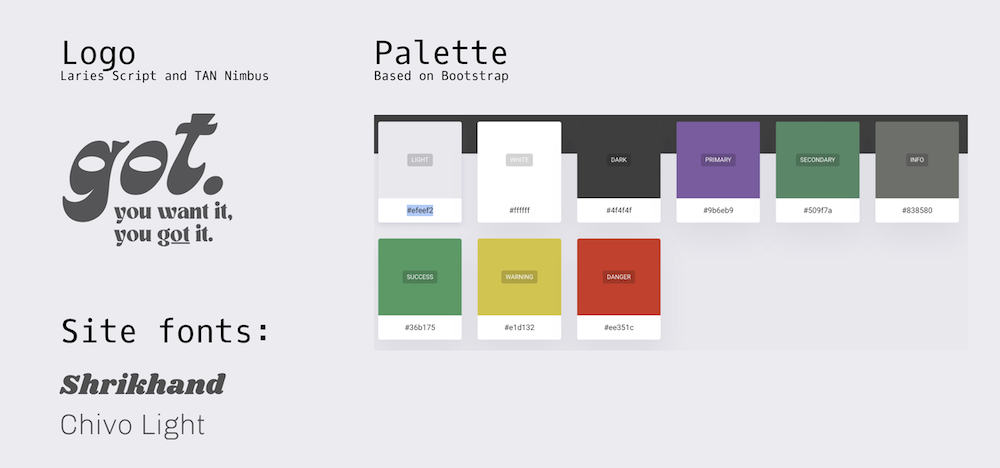 Logo
Laries Script and TAN Nimbus
got.
you want it,
you got it.
Site fonts:
Shrikhand
Chivo Light
Palette
Based on Bootstrap
LIGHT
#efeef2
WHITE
#ffffff
DARK
#4f4f4f
PRIMARY
#9b6eb9
SECONDARY
#509f7a
INFO
#838580
SUCCESS
#36b175
WARNING
#e1d132
DANGER
#ee351c